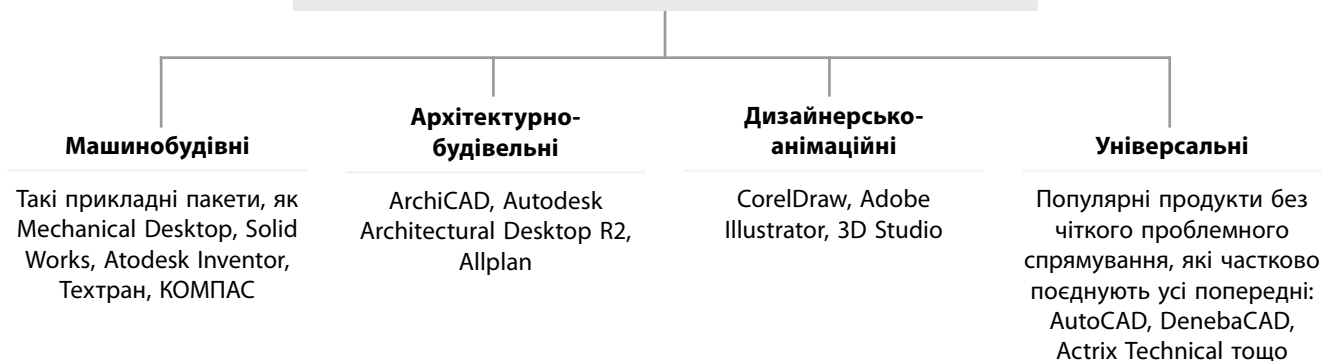 Машинобудівні
Такі прикладні пакети, як
Mechanical Desktop, Solid
Works, Atodesk Inventor,
Техтран, КОМПАС
Архітектурно-
будівельні
ArchiCAD, Autodesk
Architectural Desktop R2,
Allplan
Дизайнерсько-
анімаційні
CorelDraw, Adobe
Illustrator, 3D Studio
Універсальні
Популярні продукти без
чіткого проблемного
спрямування, які частково
поєднують усі попередні:
AutoCAD, DenebaCAD,
Actrix Technical тощо